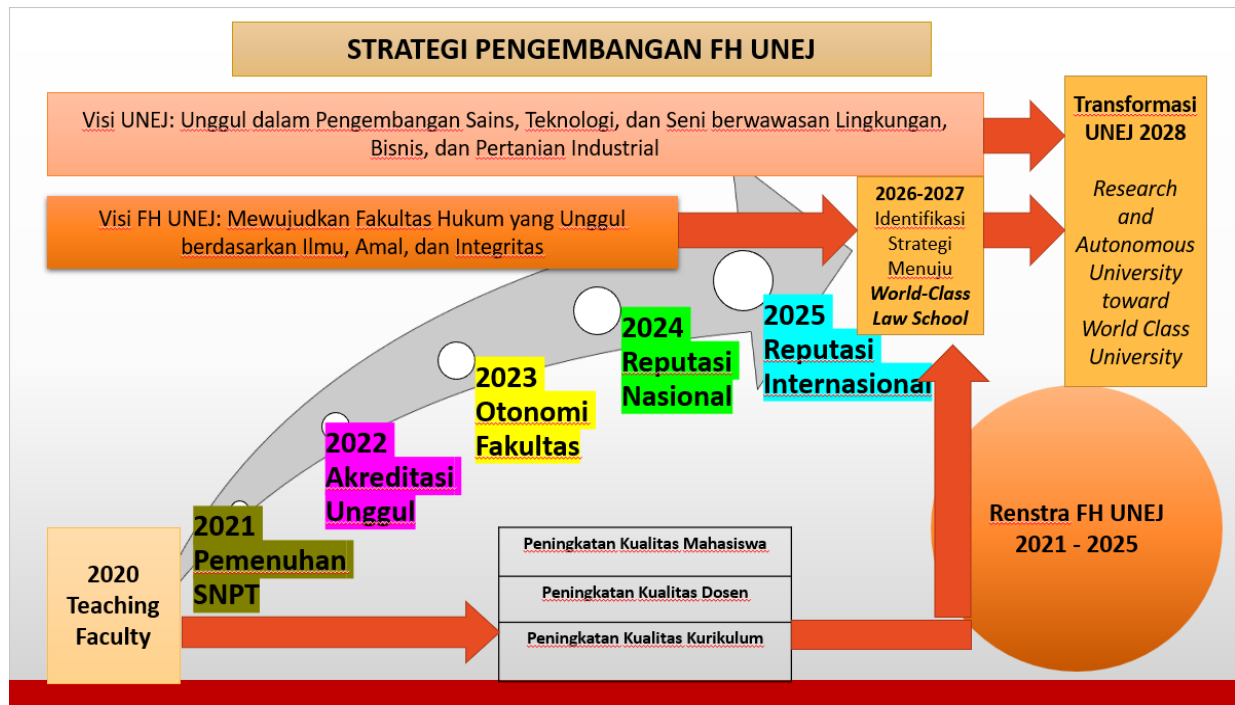 STRATEGI PENGEMBANGAN FH UNEJ
Visi UNEJ: Unggul dalam Pengembangan Sains, Teknologi, dan Seni berwawasan Lingkungan,
Bisnis, dan Pertanian Industrial
Transformasi
UNEJ 2028
Research
and
Autonomous
University
toward
World Class
University
Visi FH UNEJ: Mewujudkan Fakultas Hukum yang Unggul
berdasarkan Ilmu, Amal, dan Integritas
2026-2027
Identifikasi
Strategi
Menuju
World-Class
Law School
2025
Reputasi
Internasional
2024
Reputasi
Nasional
2023
Otonomi
Fakultas
2022
Akreditasi
Unggul
2021
Pemenuhan
SNPT
2020
Teaching
Faculty
Peningkatan Kualitas Mahasiswa
Peningkatan Kualitas Dosen
Peningkatan Kualitas Kurikulum
Renstra FH UNEJ
2021 - 2025